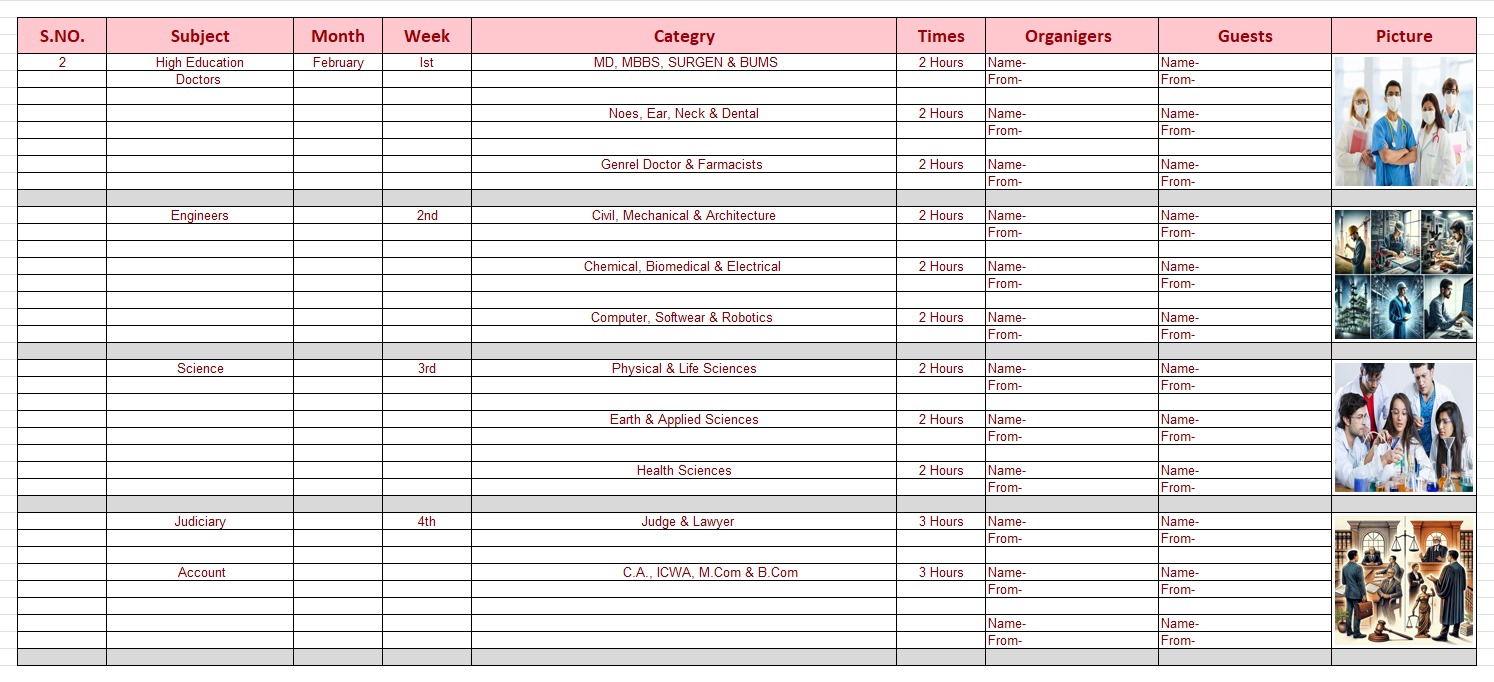 S.NO. Subject Month Week Categry Times Organigers Guests Picture
2 High Education February Ist MD, MBBS, SURGEN & BUMS 2 Hours Name- Name-
Doctors From- From-
Noes, Ear, Neck & Dental 2 Hours Name- Name-
From- From-
Genrel Doctor & Farmacists 2 Hours Name- Name-
From- From-
Engineers 2nd Civil, Mechanical & Architecture 2 Hours Name- Name-
From- From-
Chemical, Biomedical & Electrical 2 Hours Name- Name-
From- From-
Computer, Softwear & Robotics 2 Hours Name- Name-
From- From-
Science 3rd Physical & Life Sciences 2 Hours Name- Name-
From- From-
Earth & Applied Sciences 2 Hours Name- Name-
From- From-
Health Sciences 2 Hours Name- Name-
From- From-
Judiciary 4th Judge & Lawyer 3 Hours Name- Name-
From- From-
Account C.A., ICWA, M.Com & B.Com 3 Hours Name- Name-
From- From-
Name- Name-
From- From-